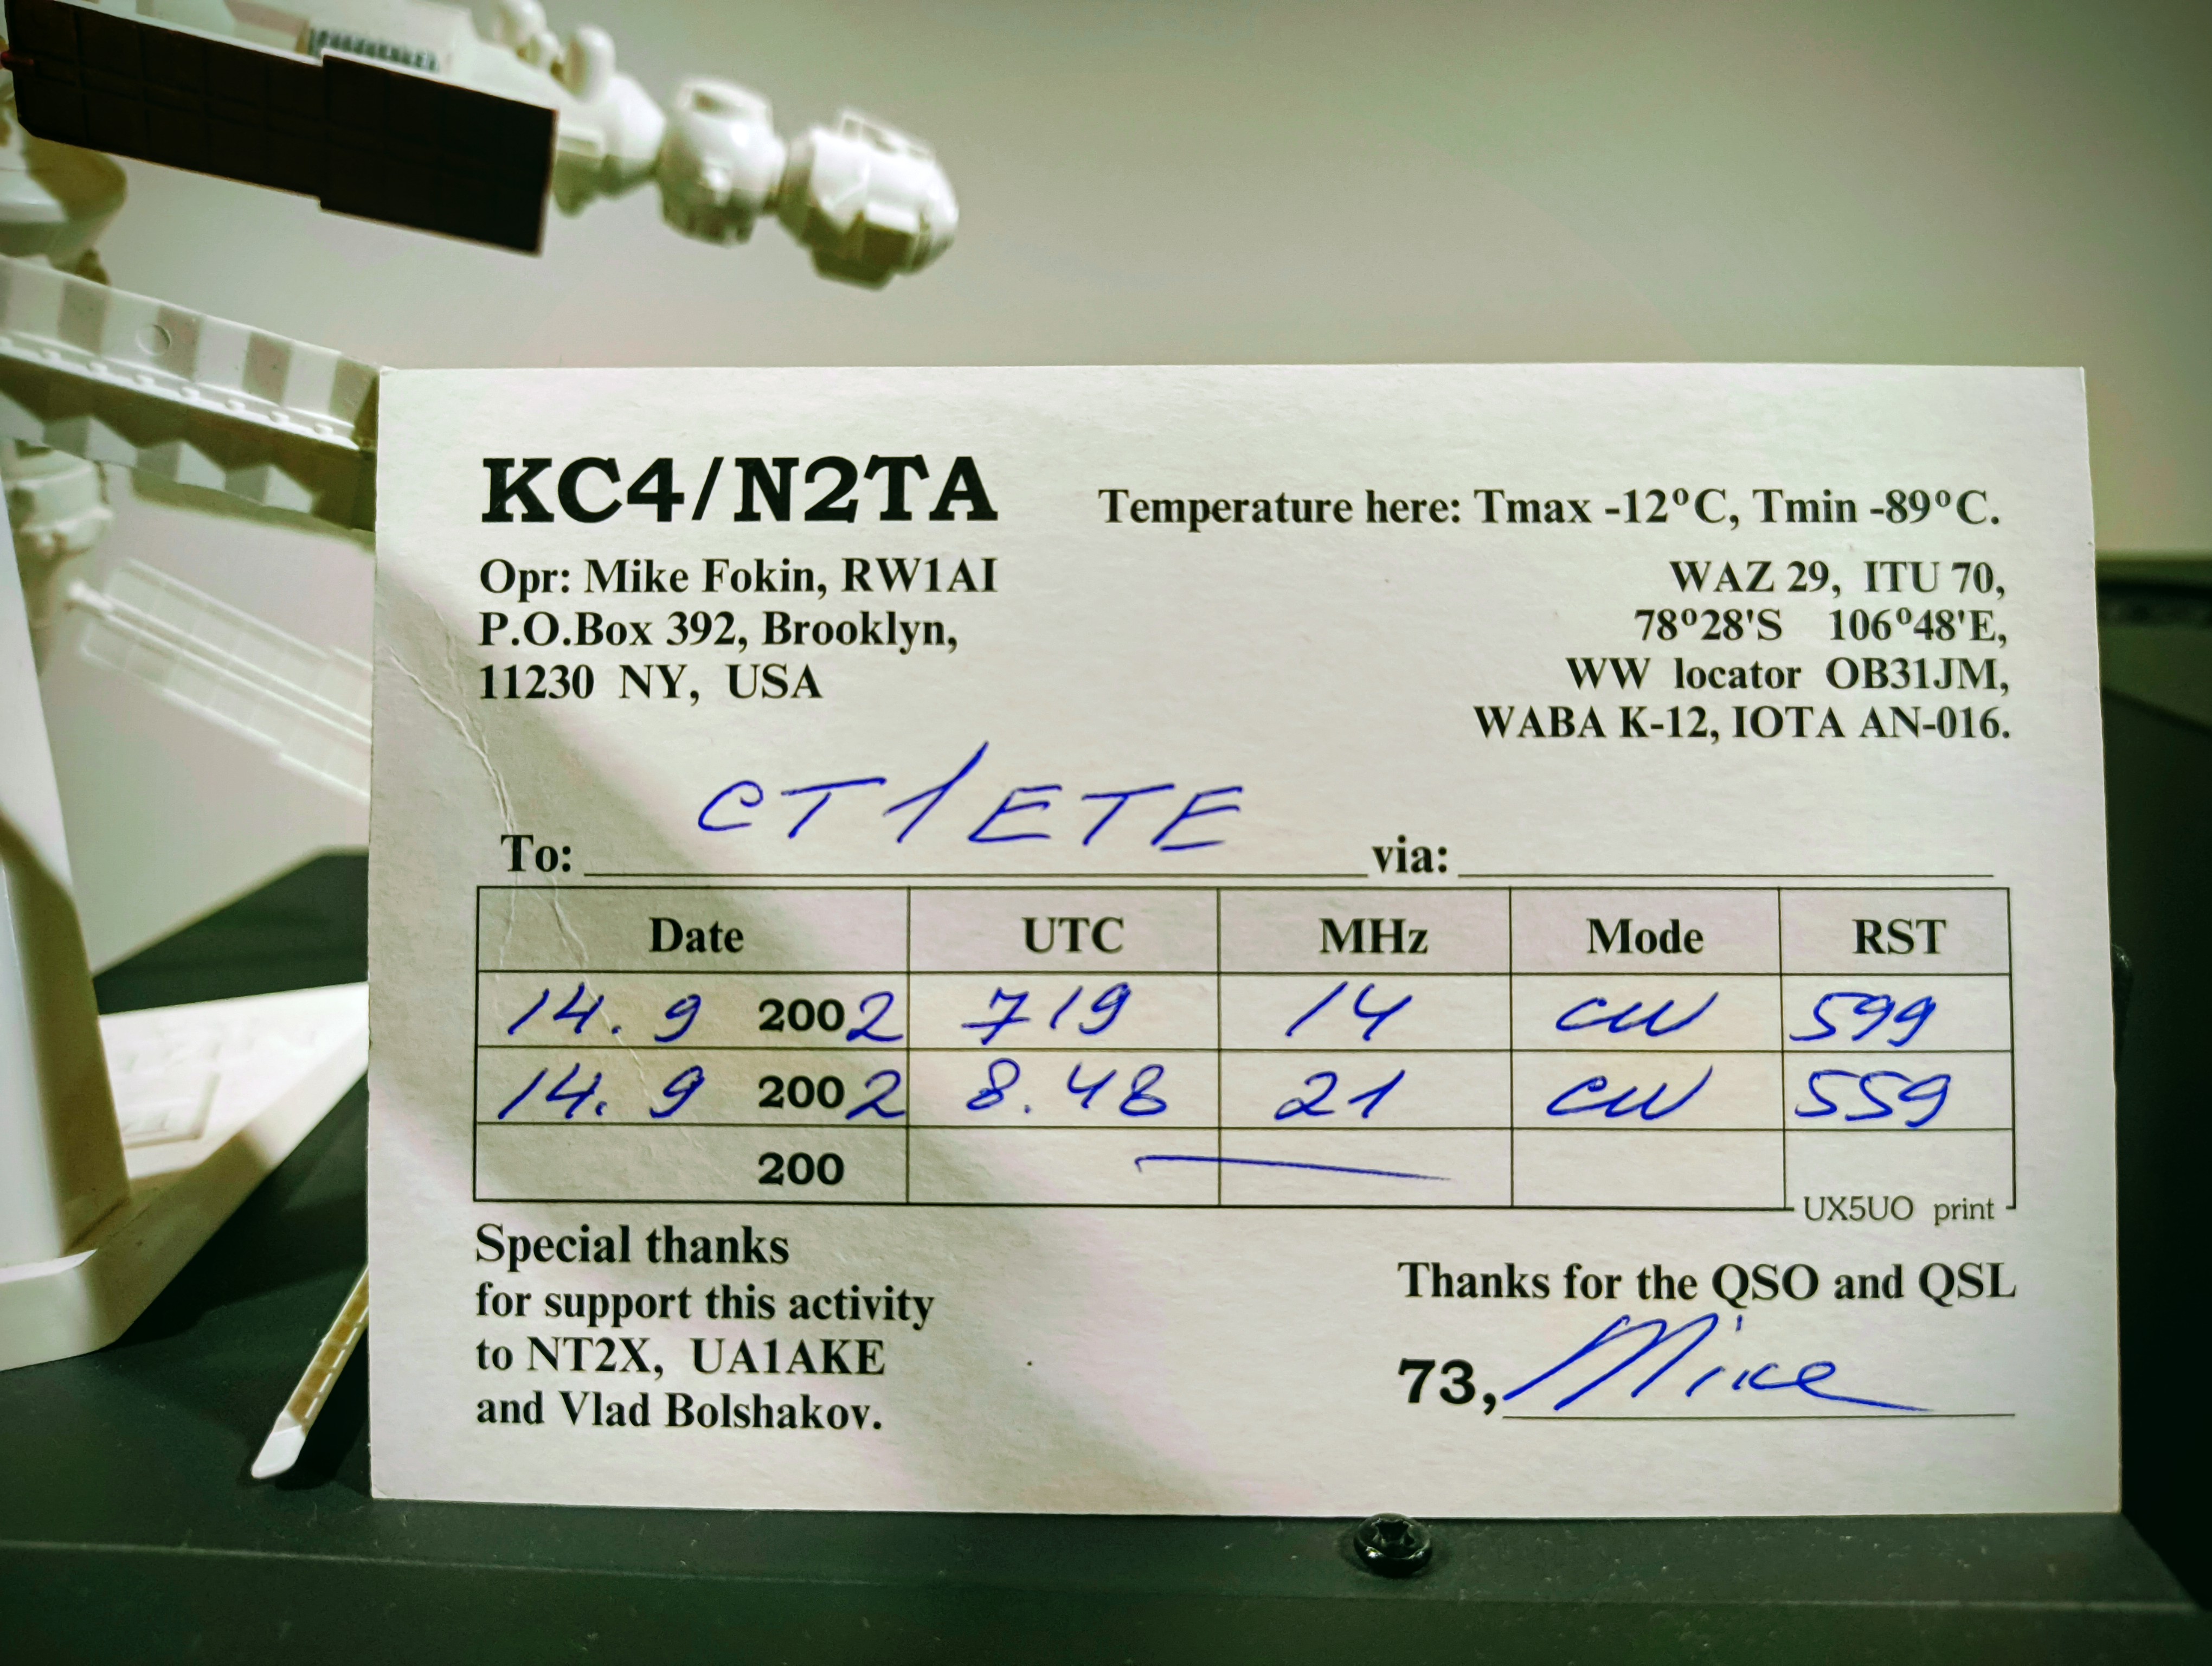 KC4/N2TA
Temperature here: Tmax -12°C, Tmin -89°C.
Opr: Mike Fokin, RW1AI
P.O.Box 392, Brooklyn,
11230 NY, USA
WAZ 29, ITU 70,
78°28'S 106°48'E,
WW locator OB31JM,
WABA K-12, IOTA AN-016.
To: CT1ETE via:
Date UTC MHz Mode RST
14. 9 2002 719 14 CW 599
14. 9 2002 8.48 21 CW 559
200
UX5UO print
Special thanks
for support this activity
to NT2X, UA1AKE
and Vlad Bolshakov.
Thanks for the QSO and QSL
73, Mike